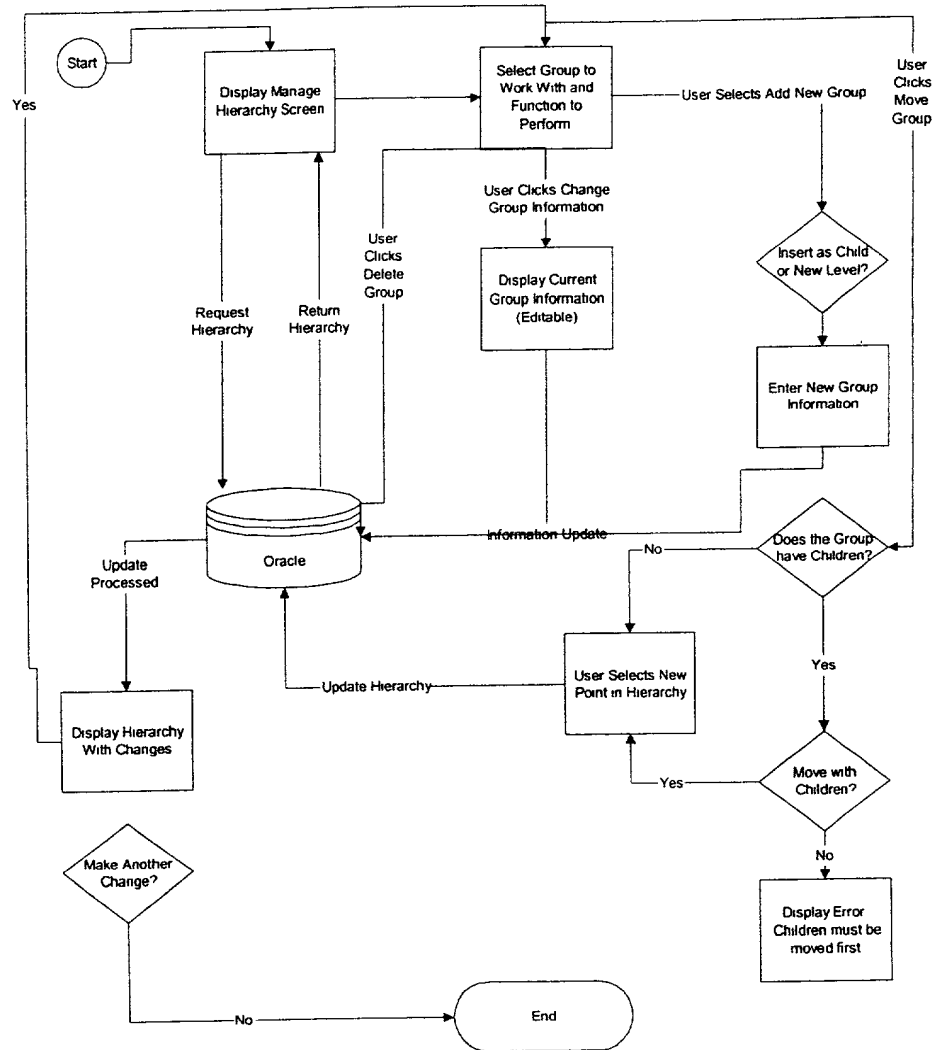 Start
Yes
Display Manage
Hierarchy Screen
Select Group to
Work With and
Function to
Perform
User Selects Add New Group
User
Clicks
Move
Group
User Clicks Change
Group Information
User
Clicks
Delete
Group
Insert as Child
or New Level?
Display Current
Group Information
(Editable)
Request
Hierarchy
Return
Hierarchy
Enter New Group
Information
Information Update
Oracle
Does the Group
have Children?
No
Update
Processed
Yes
User Selects New
Point in Hierarchy
Update Hierarchy
Display Hierarchy
With Changes
Move with
Children?
Yes
No
Make Another
Change?
Display Error
Children must be
moved first
No
End